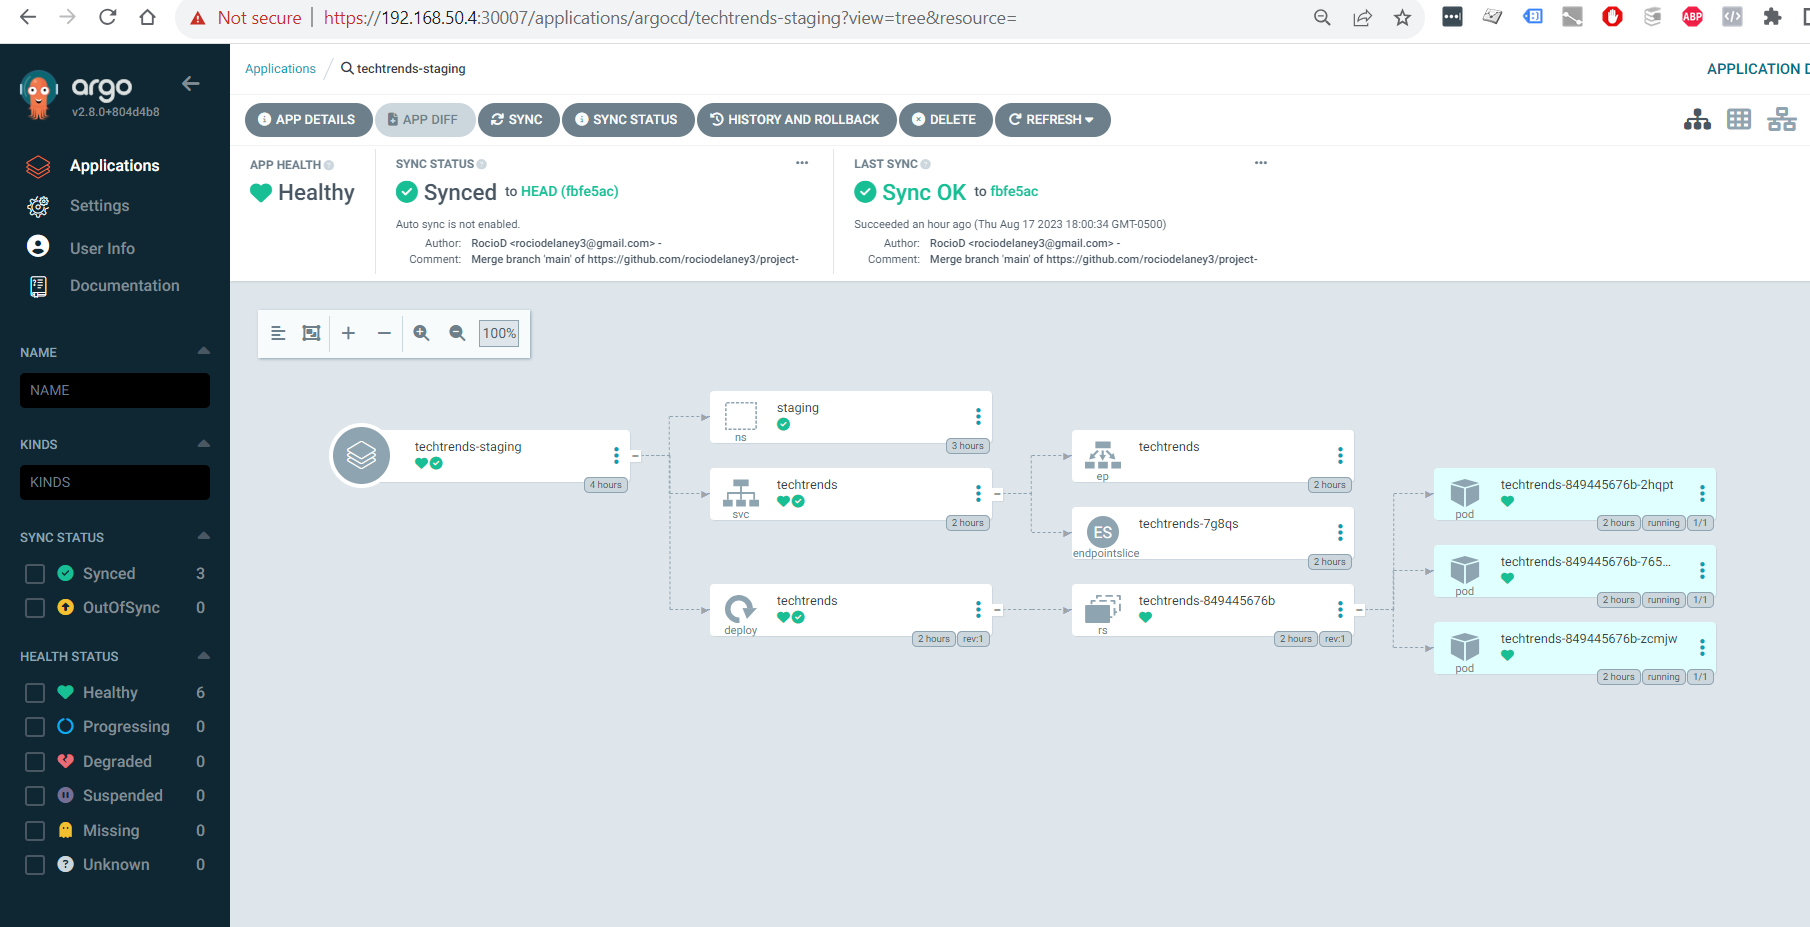 Not secure | https://192.168.50.4:30007/applications/argocd/techtrends-staging?view=tree&resource=
ABP
argo
v2.8.0+804d4b8
Applications
Settings
User Info
Documentation
NAME
NAME
KINDS
KINDS
SYNC STATUS
Synced 3
OutOfSync 0
HEALTH STATUS
Healthy 6
Progressing 0
Degraded 0
Suspended 0
Missing 0
Unknown 0
Applications / techtrends-staging
APPLICATION D
APP DETAILS APP DIFF SYNC SYNC STATUS HISTORY AND ROLLBACK DELETE REFRESH
APP HEALTH
Healthy
SYNC STATUS
Synced to HEAD (fbfe5ac)
Auto sync is not enabled.
Author: RocioD <rociodelaney3@gmail.com> -
Comment: Merge branch 'main' of https://github.com/rociodelaney3/project-
LAST SYNC
Sync OK to fbfe5ac
Succeeded an hour ago (Thu Aug 17 2023 18:00:34 GMT-0500)
Author: RocioD <rociodelaney3@gmail.com> -
Comment: Merge branch 'main' of https://github.com/rociodelaney3/project-
100%
techtrends-staging
4 hours
staging
ns
3 hours
techtrends
svc
2 hours
techtrends
deploy
2 hours rev:1
techtrends
ep
2 hours
ES
techtrends-7g8qs
endpointslice
2 hours
techtrends-849445676b
rs
2 hours rev:1
techtrends-849445676b-2hqpt
pod
2 hours running 1/1
techtrends-849445676b-765...
pod
2 hours running 1/1
techtrends-849445676b-zcmjw
pod
2 hours running 1/1